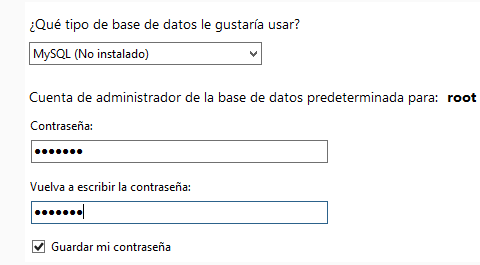 ¿Qué tipo de base de datos le gustaría usar?
MySQL (No instalado)
Cuenta de administrador de la base de datos predeterminada para: root
Contraseña:
•••••••
Vuelva a escribir la contraseña:
•••••••
Guardar mi contraseña